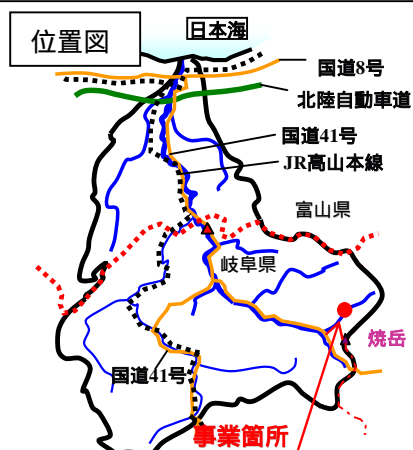 位置図
日本海
国道8号
北陸自動車道
国道41号
JR高山本線
富山県
岐阜県
焼岳
国道41号
事業箇所